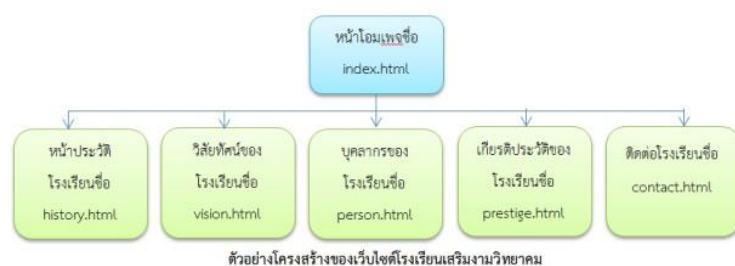 หน้าโฮมเพจชื่อ
index.html
หน้าประวัติ
โรงเรียนชื่อ
history.html
วิสัยทัศน์ของ
โรงเรียนชื่อ
vision.html
บุคลากรของ
โรงเรียนชื่อ
person.html
เกียรติประวัติของ
โรงเรียนชื่อ
prestige.html
ติดต่อโรงเรียนชื่อ
contact.html
ตัวอย่างโครงสร้างของเว็บไซต์โรงเรียนเสริมงามวิทยาคม